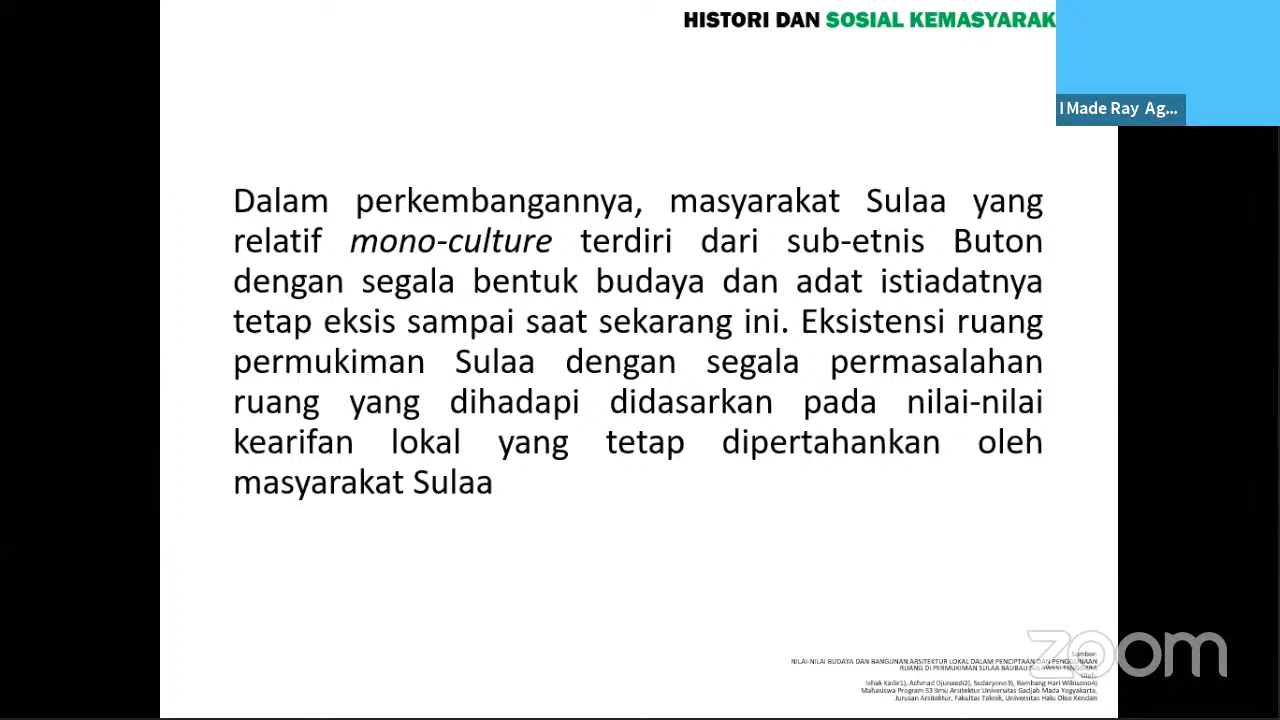 HISTORI DAN SOSIAL KEMASYARAK
I Made Ray Ag...
Dalam perkembangannya, masyarakat Sulaa yang
relatif mono-culture terdiri dari sub-etnis Buton
dengan segala bentuk budaya dan adat istiadatnya
tetap eksis sampai saat sekarang ini. Eksistensi ruang
permukiman Sulaa dengan segala permasalahan
ruang yang dihadapi didasarkan pada nilai-nilai
kearifan lokal yang tetap dipertahankan oleh
masyarakat Sulaa
zoom
Sumber:
NILAI-NILAI BUDAYA DAN BANGUNAN ARSITEKTUR LOKAL DALAM PENCIPTAAN DAN PENGGUNAAN
RUANG DI PERMUKIMAN SULAA BAUBAU SULAWESI TENGGARA
Oleh:
Ishak Kadir1), Achmad Djunaedi2), Sudaryono3), Bambang Hari Wibisono4)
Mahasiswa Program S3 Ilmu Arsitektur Universitas Gadjah Mada Yogyakarta,
Jurusan Arsitektur, Fakultas Teknik, Universitas Halu Oleo Kendari